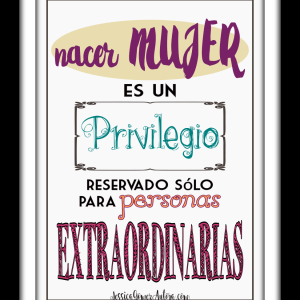 nacer MUJER
ES UN
Privilegio
RESERVADO SÓLO
PARA personas
EXTRAORDINARIAS